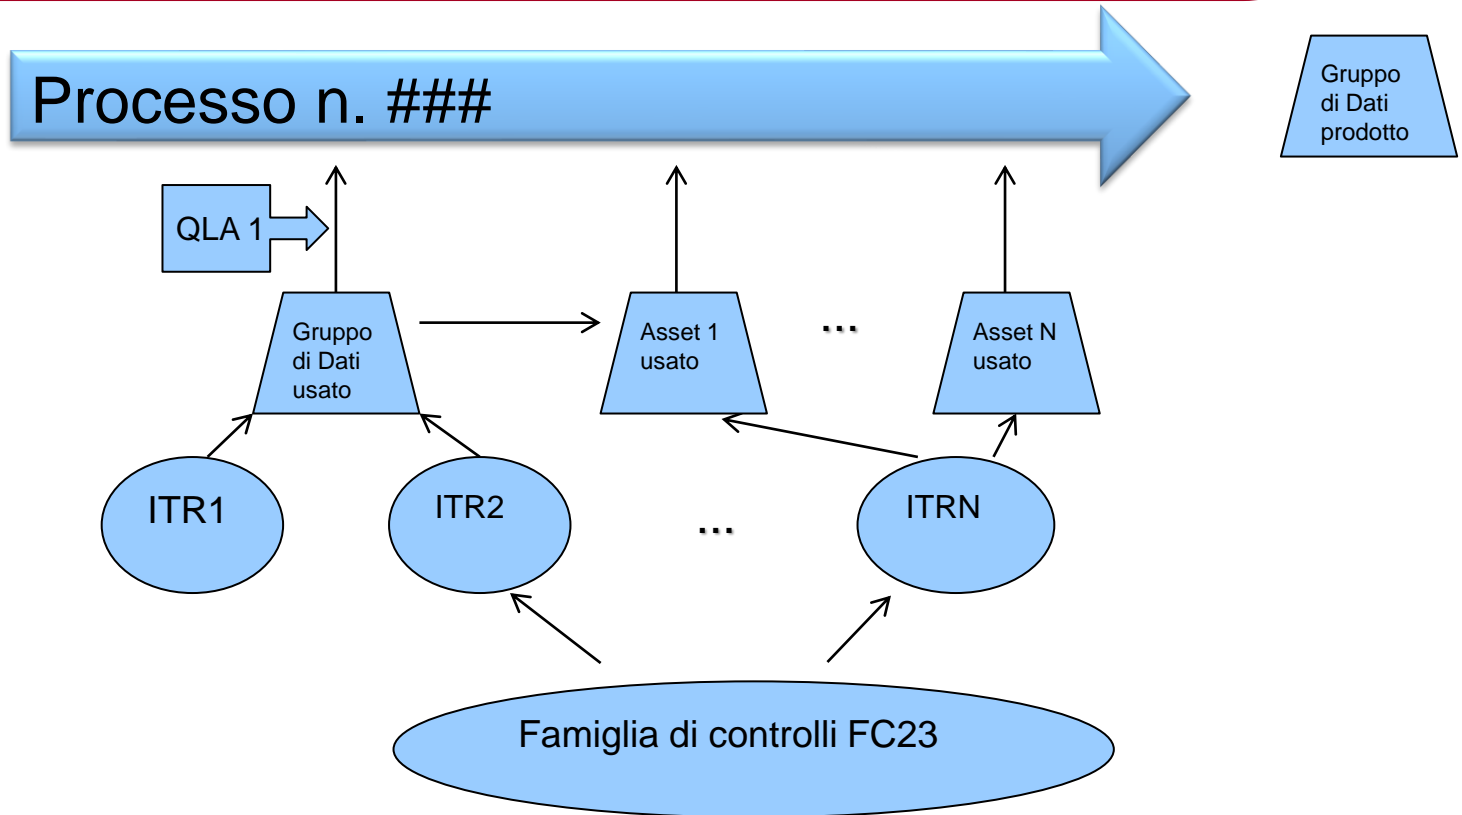 Processo n. ###
Gruppo
di Dati
prodotto
QLA 1
Gruppo
di Dati
usato
Asset 1
usato
...
Asset N
usato
ITR1
ITR2
...
ITRN
Famiglia di controlli FC23